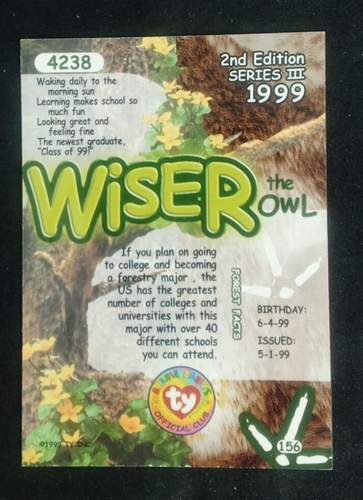 4238
2nd Edition
SERIES III
1999
Waking daily to the
morning sun
Learning makes school so
much fun
Looking great and
feeling fine
The newest graduate,
"Class of 99!"
WiSER
the
OWL
If you plan on going
to college and becoming
a forestry major , the
US has the greatest
number of colleges and
universities with this
major with over 40
different schools
you can attend.
FOREST FACTS
BIRTHDAY:
6-4-99
ISSUED:
5-1-99
BEANIE BABIES
ty
OFFICIAL CLUB
156
©1999 TY INC.